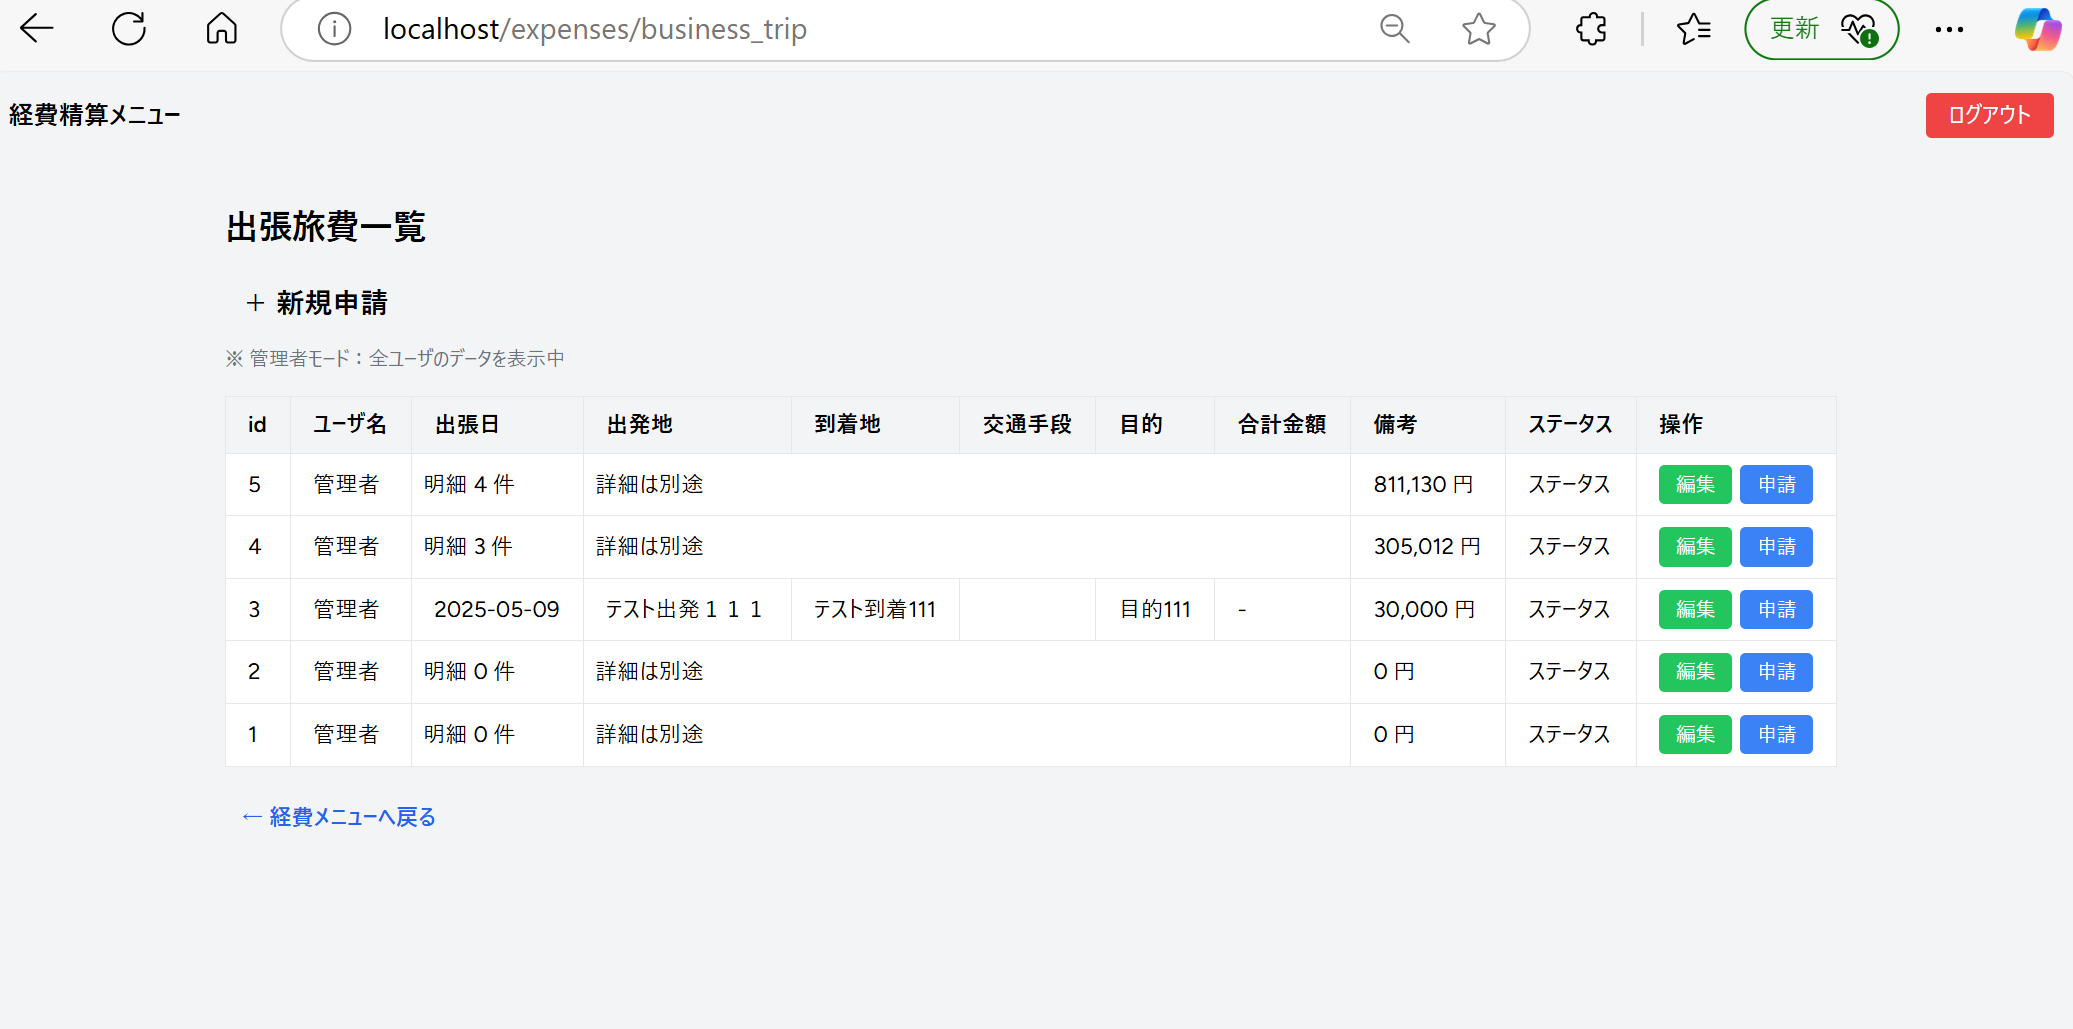 localhost/expenses/business_trip
更新
経費精算メニュー
ログアウト
出張旅費一覧
＋ 新規申請
※ 管理者モード：全ユーザのデータを表示中
id ユーザ名 出張日 出発地 到着地 交通手段 目的 合計金額 備考 ステータス 操作
5 管理者 明細 4 件 詳細は別途 811,130 円 ステータス 編集 申請
4 管理者 明細 3 件 詳細は別途 305,012 円 ステータス 編集 申請
3 管理者 2025-05-09 テスト出発１１１ テスト到着111 目的111 - 30,000 円 ステータス 編集 申請
2 管理者 明細 0 件 詳細は別途 0 円 ステータス 編集 申請
1 管理者 明細 0 件 詳細は別途 0 円 ステータス 編集 申請
← 経費メニューへ戻る